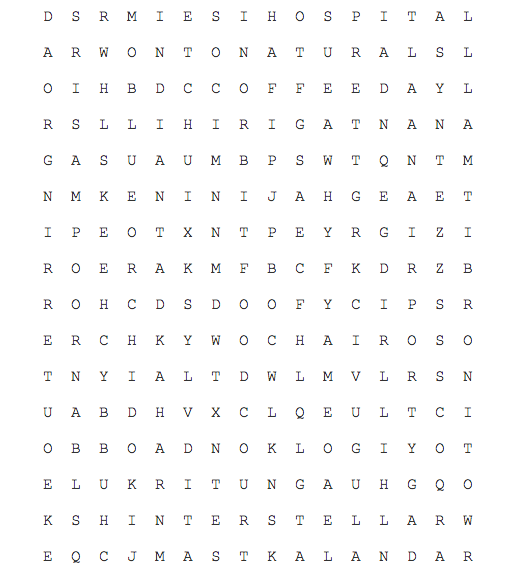 D S R M I E S I H O S P I T A L
A R W O N T O N A T U R A L S L
O I H B D C C O F F E E D A Y L
R S L L I H I R I G A T N A N A
G A S U A U M B P S W T Q N T M
N M K E N I N I J A H G E A E T
I P E O T X N T P E Y R G I Z I
R O E R A K M F B C F K D R Z B
R O H C D S D O O F Y C I P S R
E R C H K Y W O C H A I R O S O
T N Y I A L T D W L M V L R S N
U A B D H V X C L Q E U L T C I
O B B O A D N O K L O G I Y O T
E L U K R I T U N G A U H G Q O
K S H I N T E R S T E L L A R W
E Q C J M A S T K A L A N D A R